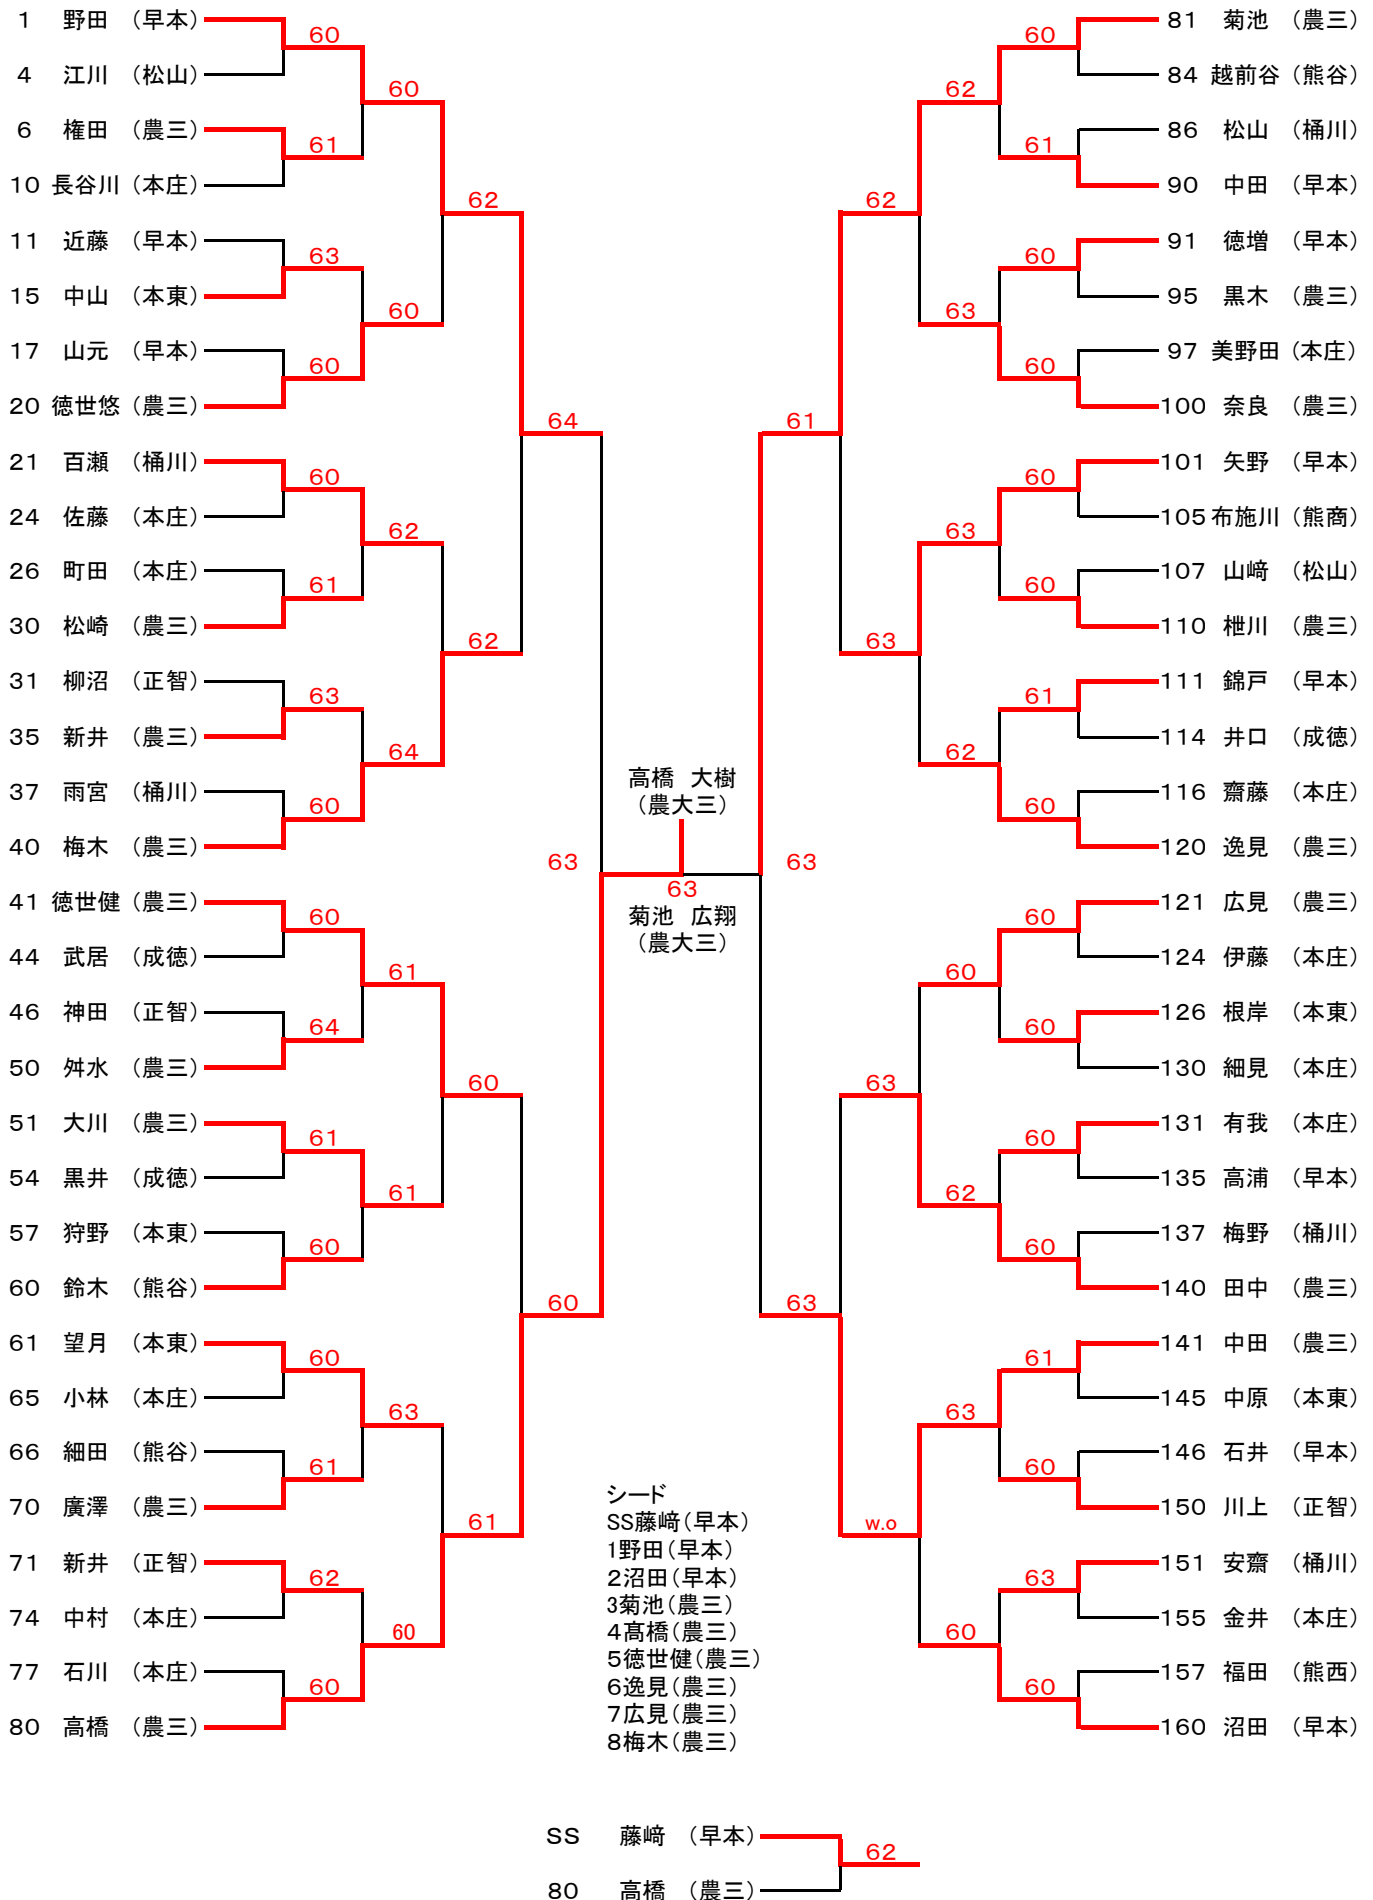 1 野田 (早本)
60
4 江川 (松山)
60
6 権田 (農三)
61
10 長谷川 (本庄)
62
11 近藤 (早本)
63
15 中山 (本東)
60
17 山元 (早本)
60
20 徳世悠 (農三)
64
21 百瀬 (桶川)
60
24 佐藤 (本庄)
62
26 町田 (本庄)
61
30 松崎 (農三)
62
31 柳沼 (正智)
63
35 新井 (農三)
64
37 雨宮 (桶川)
60
40 梅木 (農三)
63
41 徳世健 (農三)
60
44 武居 (成徳)
61
46 神田 (正智)
64
50 舛水 (農三)
60
51 大川 (農三)
61
54 黒井 (成徳)
61
57 狩野 (本東)
60
60 鈴木 (熊谷)
60
61 望月 (本東)
60
65 小林 (本庄)
63
66 細田 (熊谷)
61
70 廣澤 (農三)
61
71 新井 (正智)
62
74 中村 (本庄)
60
77 石川 (本庄)
60
80 高橋 (農三)
高橋 大樹
(農大三)
63
菊池 広翔
(農大三)
81 菊池 (農三)
60
84 越前谷 (熊谷)
62
86 松山 (桶川)
61
90 中田 (早本)
62
91 徳増 (早本)
60
95 黒木 (農三)
63
97 美野田 (本庄)
60
100 奈良 (農三)
61
101 矢野 (早本)
60
105 布施川 (熊商)
63
107 山﨑 (松山)
60
110 枻川 (農三)
63
111 錦戸 (早本)
61
114 井口 (成徳)
62
116 齋藤 (本庄)
60
120 逸見 (農三)
63
121 広見 (農三)
60
124 伊藤 (本庄)
60
126 根岸 (本東)
60
130 細見 (本庄)
63
131 有我 (本庄)
60
135 高浦 (早本)
62
137 梅野 (桶川)
60
140 田中 (農三)
63
141 中田 (農三)
61
145 中原 (本東)
63
146 石井 (早本)
60
150 川上 (正智)
w.o
151 安齋 (桶川)
63
155 金井 (本庄)
60
157 福田 (熊西)
60
160 沼田 (早本)
シード
SS藤﨑(早本)
1野田(早本)
2沼田(早本)
3菊池(農三)
4髙橋(農三)
5徳世健(農三)
6逸見(農三)
7広見(農三)
8梅木(農三)
SS 藤﨑 (早本)
62
80 高橋 (農三)